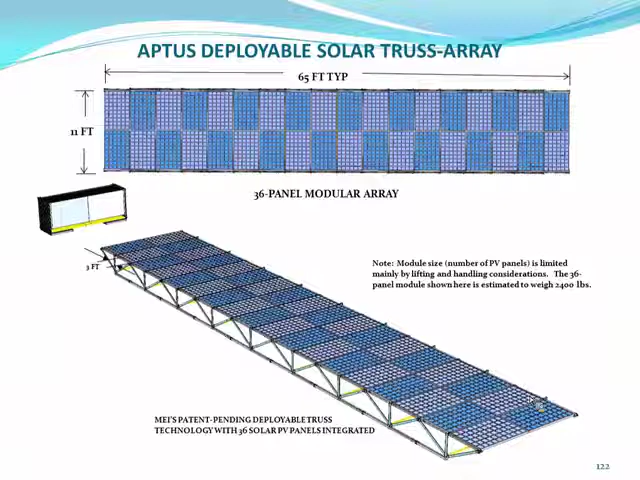 APTUS DEPLOYABLE SOLAR TRUSS-ARRAY
65 FT TYP
11 FT
36-PANEL MODULAR ARRAY
3 FT
Note: Module size (number of PV panels) is limited
mainly by lifting and handling considerations. The 36-
panel module shown here is estimated to weigh 2400 lbs.
MEI'S PATENT-PENDING DEPLOYABLE TRUSS
TECHNOLOGY WITH 36 SOLAR PV PANELS INTEGRATED
122